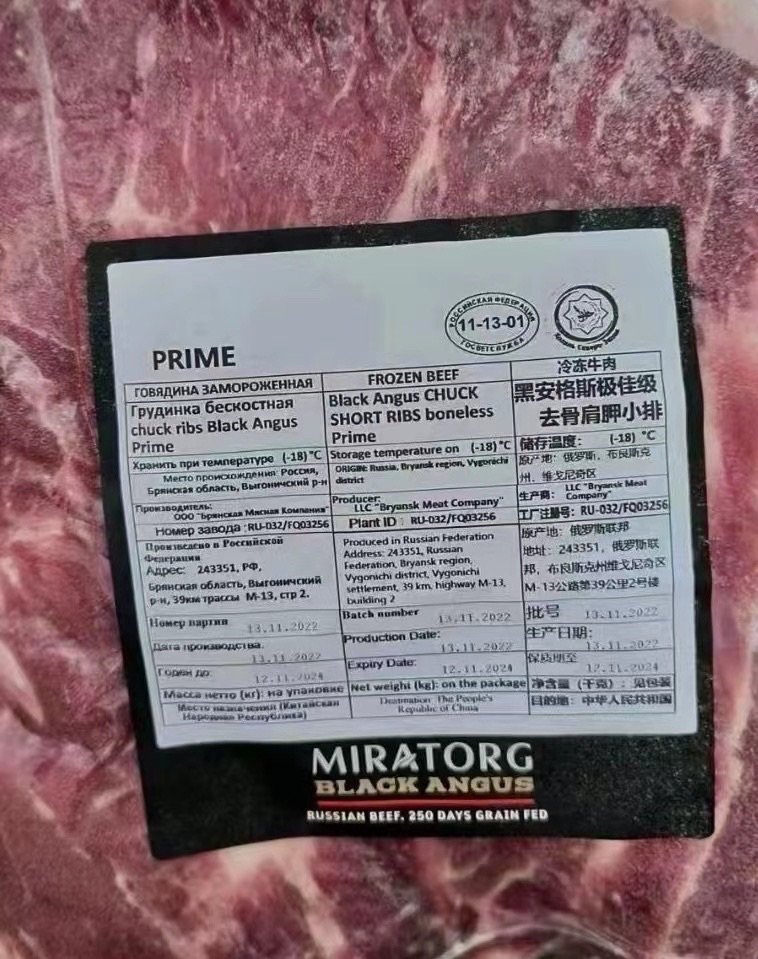 РОССИЙСКАЯ ФЕДЕРАЦИЯ
11-13-01
ГОСВЕТСЛУЖБА
PRIME
ГОВЯДИНА ЗАМОРОЖЕННАЯ
Грудинка бескостная
chuck ribs Black Angus
Prime
Хранить при температуре (-18)°C
Место происхождения: Россия,
Брянская область, Выгоничский р-н
Производитель:
ООО "Брянская Мясная Компания"
Номер завода :RU-032/FQ03256
Произведено в Российской
Федерации
Адрес: 243351, РФ,
Брянская область, Выгоничский
р-н, 39км трассы М-13, стр 2.
Номер партии 13.11.2022
Дата производства:
13.11.2022
Годен до:
12.11.2024
Масса нетто (кг): на упаковке
Место назначения (Китайская
Народная Республика)
FROZEN BEEF
Black Angus CHUCK
SHORT RIBS boneless
Prime
Storage temperature on (-18)°C
ORIGIN: Russia, Bryansk region, Vygonichi
district
Producer:
LLC "Bryansk Meat Company"
Plant ID : RU-032/FQ03256
Produced in Russian Federation
Address: 243351, Russian
Federation, Bryansk region,
Vygonichi district, Vygonichi
settlement, 39 km. highway M-13,
building 2
Batch number
13.11.2022
Production Date:
13.11.2022
Expiry Date:
12.11.2024
Net weighi (kg): on the package
Destination The People's
Republic of China
冷冻牛肉
黑安格斯极佳级
去骨肩胛小排
储存温度: (-18) °C
原产地: 俄罗斯, 布良斯克
州, 维戈尼奇区
生产商: LLC "Bryansk Meat
Company"
工厂注册号: RU-032/FQ03256
原产地: 俄罗斯联邦
地址: 243351, 俄罗斯联
邦, 布良斯克州维戈尼奇区
M-13公路第39公里2号楼
批号 13.11.2022
生产日期:
13.11.2022
保质期至
12.11.2024
净含量 (千克) : 见包装
目的地: 中华人民共和国
MIRATORG
BLACK ANGUS
RUSSIAN BEEF. 250 DAYS GRAIN FED